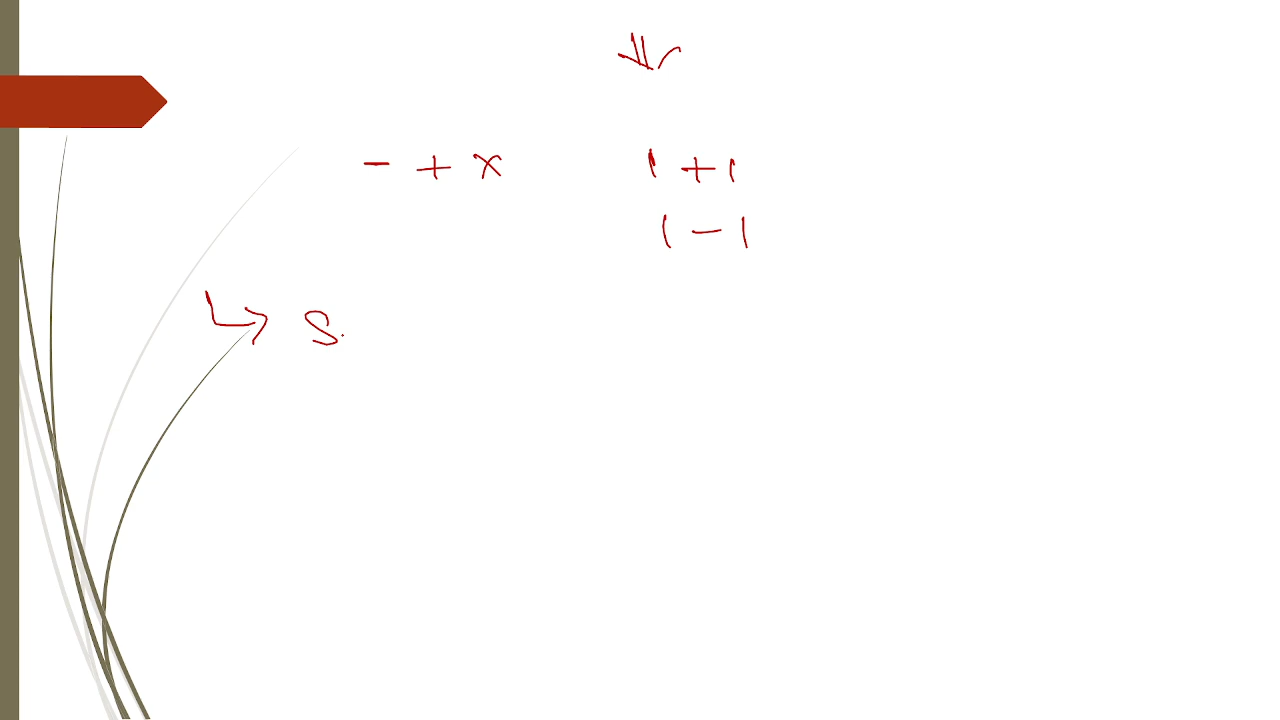 - + x 1 + 1
1 - 1
S.